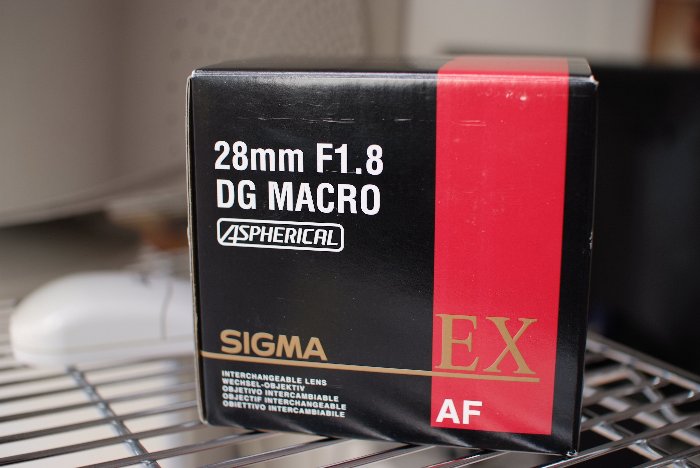 28mm F1.8
DG MACRO
ASPHERICAL
SIGMA
EX
INTERCHANGEABLE LENS
WECHSEL-OBJEKTIV
OBJETIVO INTERCAMBIABLE
OBJECTIF INTERCHANGEABLE
OBIETTIVO INTERCAMBIABILE
AF